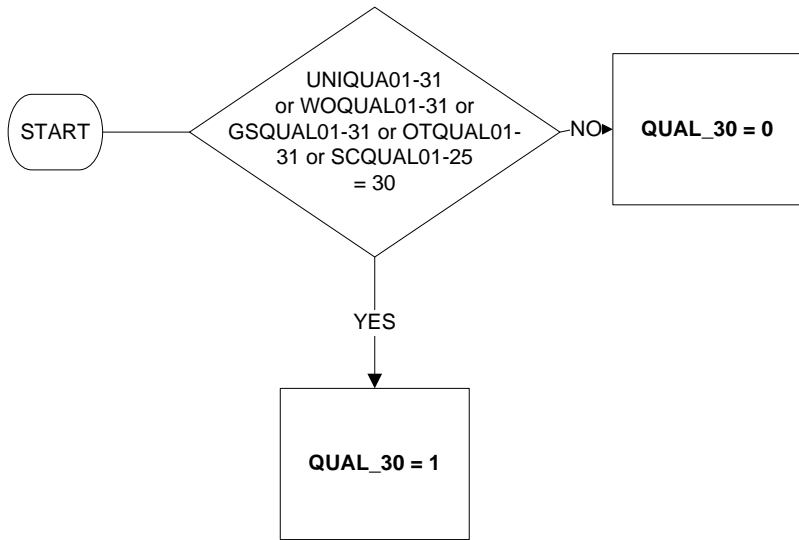 START
UNIQUA01-31
or WOQUAL01-31 or
GSQUAL01-31 or OTQUAL01-
31 or SCQUAL01-25
= 30
NO
QUAL_30 = 0
YES
QUAL_30 = 1